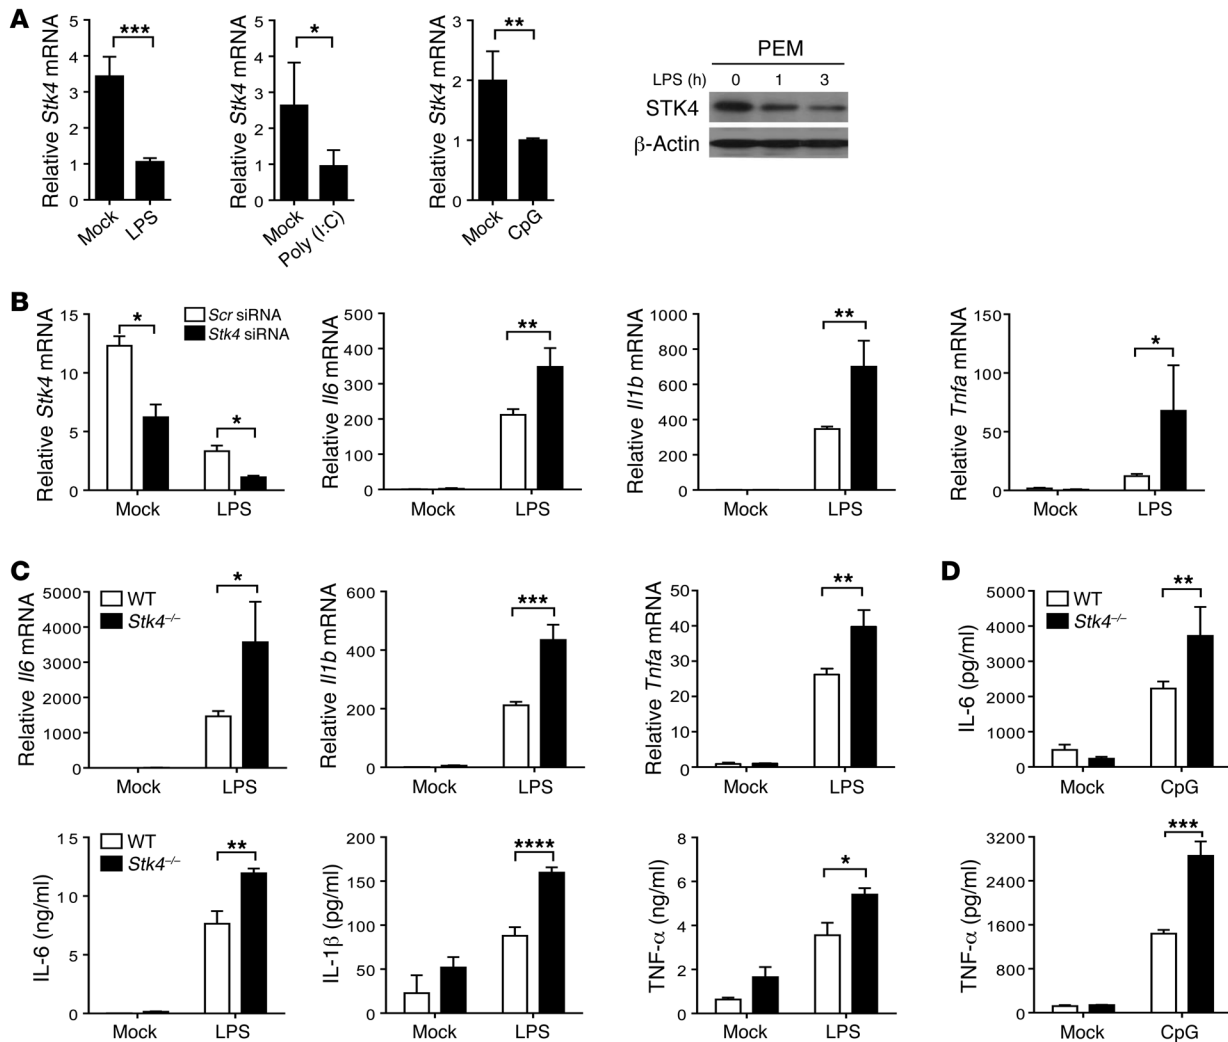 A
Relative Stk4 mRNA
5
4
3
2
1
0
***
Mock
LPS
Relative Stk4 mRNA
5
4
3
2
1
0
*
Mock
Poly (I:C)
Relative Stk4 mRNA
3
2
1
0
**
Mock
CpG
PEM
LPS (h) 0 1 3
STK4
β-Actin
B
Relative Stk4 mRNA
15
10
5
0
*
*
Scr siRNA
Stk4 siRNA
Mock LPS
Relative Il6 mRNA
500
400
300
200
100
0
**
Mock LPS
Relative Il1b mRNA
1000
800
600
400
200
0
**
Mock LPS
Relative Tnfa mRNA
150
100
50
0
*
Mock LPS
C
Relative Il6 mRNA
5000
4000
3000
2000
1000
0
WT
Stk4–/–
*
Mock LPS
Relative Il1b mRNA
600
400
200
0
***
Mock LPS
Relative Tnfa mRNA
50
40
30
20
10
0
**
Mock LPS
D
IL-6 (pg/ml)
5000
4000
3000
2000
1000
0
WT
Stk4–/–
**
Mock CpG
IL-6 (ng/ml)
15
10
5
0
WT
Stk4–/–
**
Mock LPS
IL-1β (pg/ml)
200
150
100
50
0
****
Mock LPS
TNF-α (ng/ml)
8
6
4
2
0
*
Mock LPS
TNF-α (pg/ml)
3200
2400
1600
800
0
***
Mock CpG